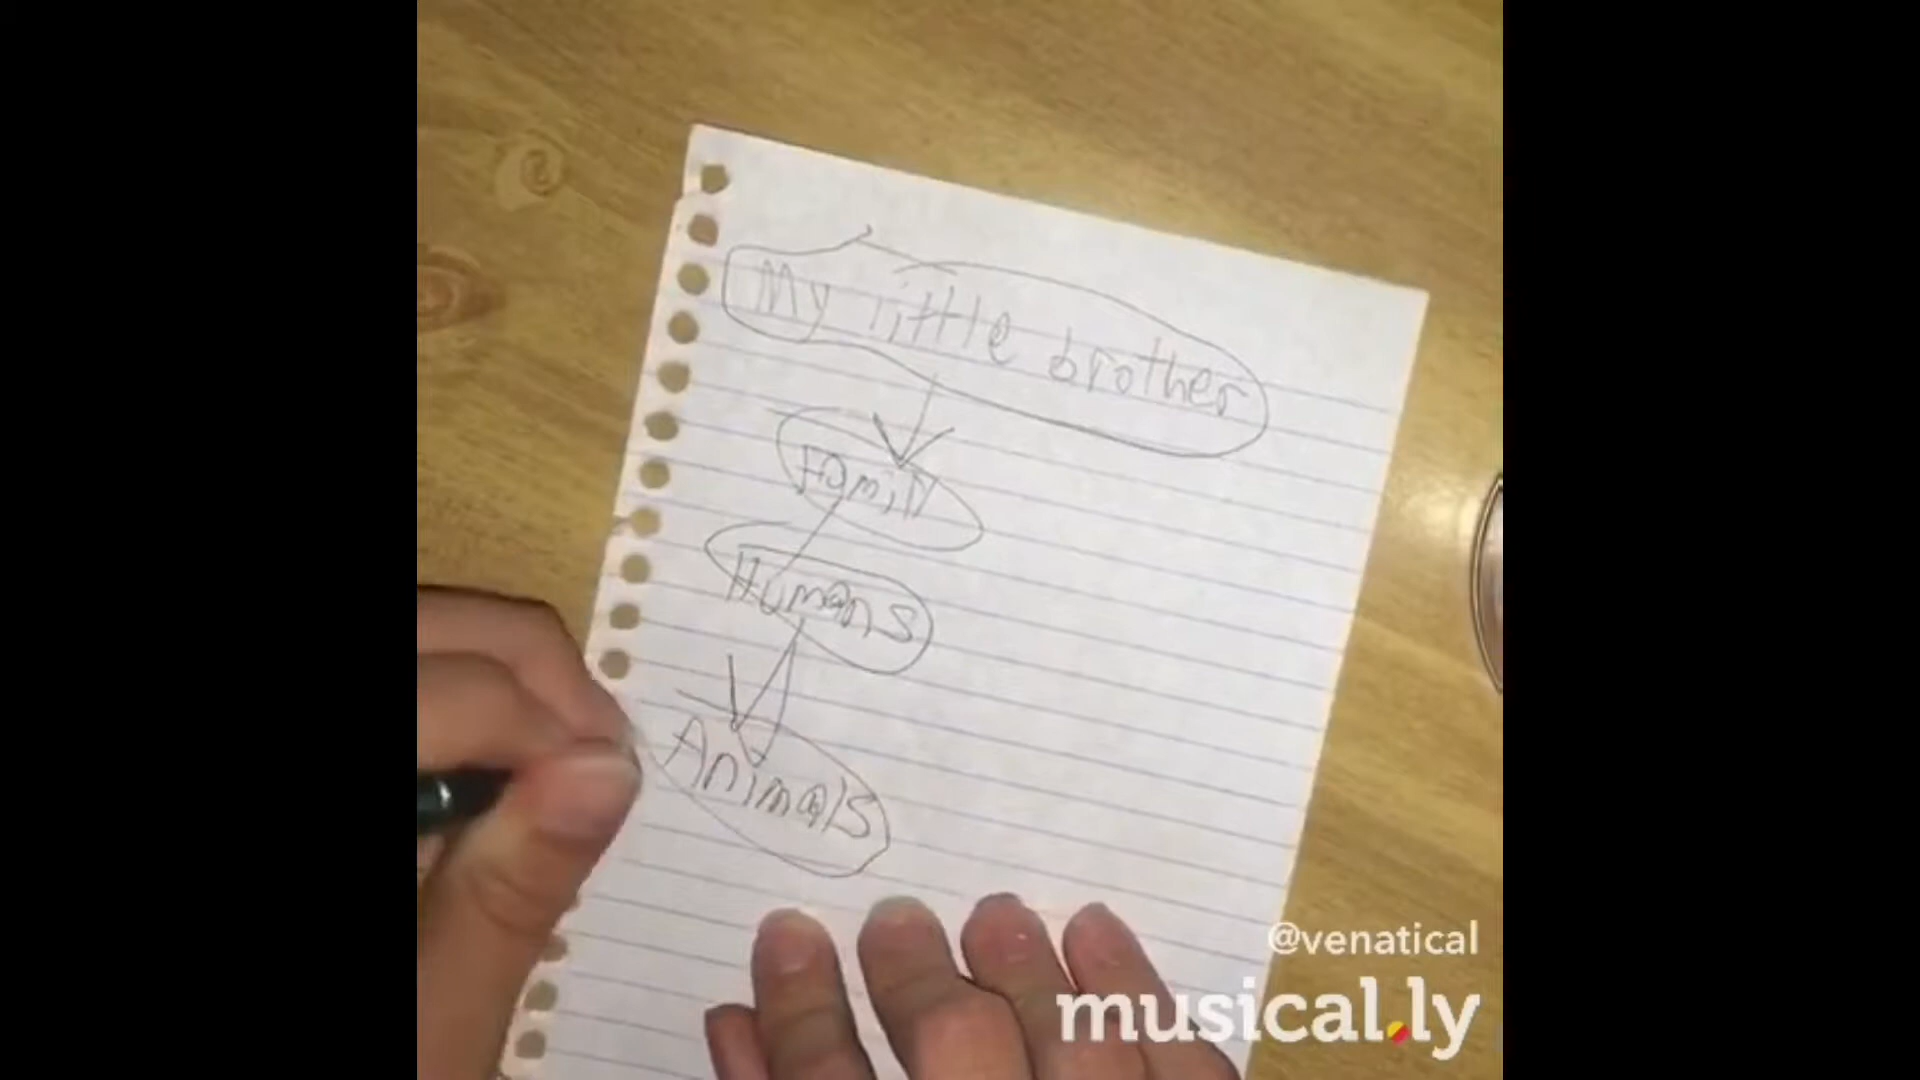 My little brother
Family
Humans
Animals
@venatical
musical.ly